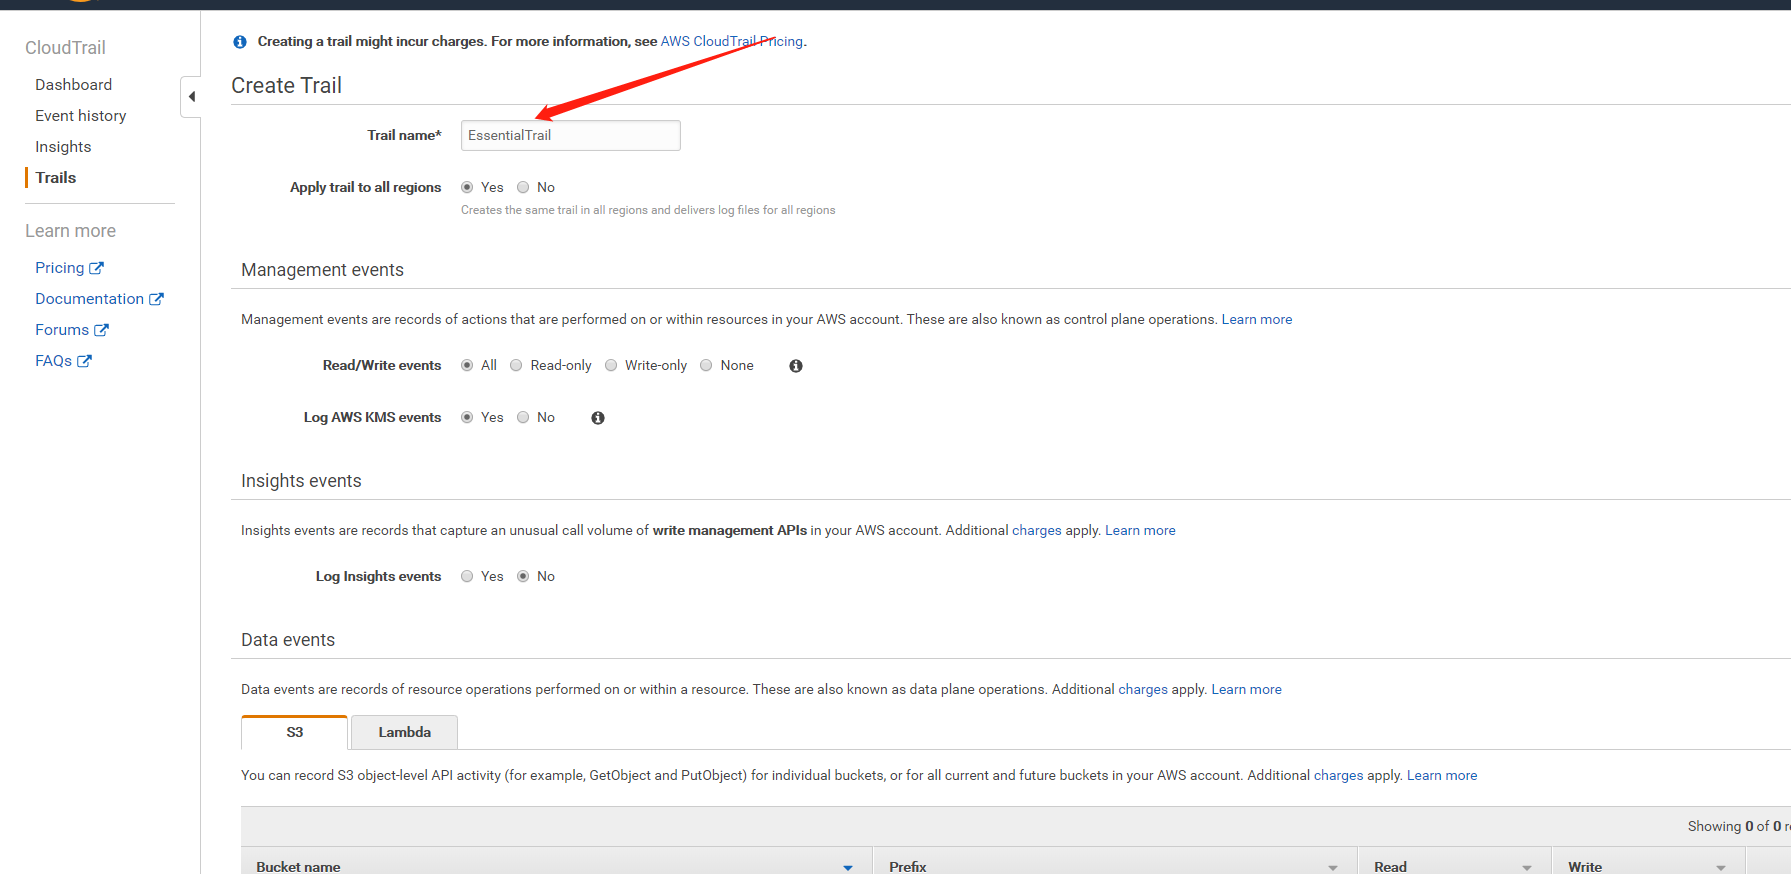 Creating a trail might incur charges. For more information, see AWS CloudTrail Pricing.
CloudTrail
Dashboard
Event history
Insights
Trails
Learn more
Pricing
Documentation
Forums
FAQs
Create Trail
Trail name* EssentialTrail
Apply trail to all regions Yes No
Creates the same trail in all regions and delivers log files for all regions
Management events
Management events are records of actions that are performed on or within resources in your AWS account. These are also known as control plane operations. Learn more
Read/Write events All Read-only Write-only None
Log AWS KMS events Yes No
Insights events
Insights events are records that capture an unusual call volume of write management APIs in your AWS account. Additional charges apply. Learn more
Log Insights events Yes No
Data events
Data events are records of resource operations performed on or within a resource. These are also known as data plane operations. Additional charges apply. Learn more
S3 Lambda
You can record S3 object-level API activity (for example, GetObject and PutObject) for individual buckets, or for all current and future buckets in your AWS account. Additional charges apply. Learn more
Showing 0 of 0
Bucket name Prefix Read Write